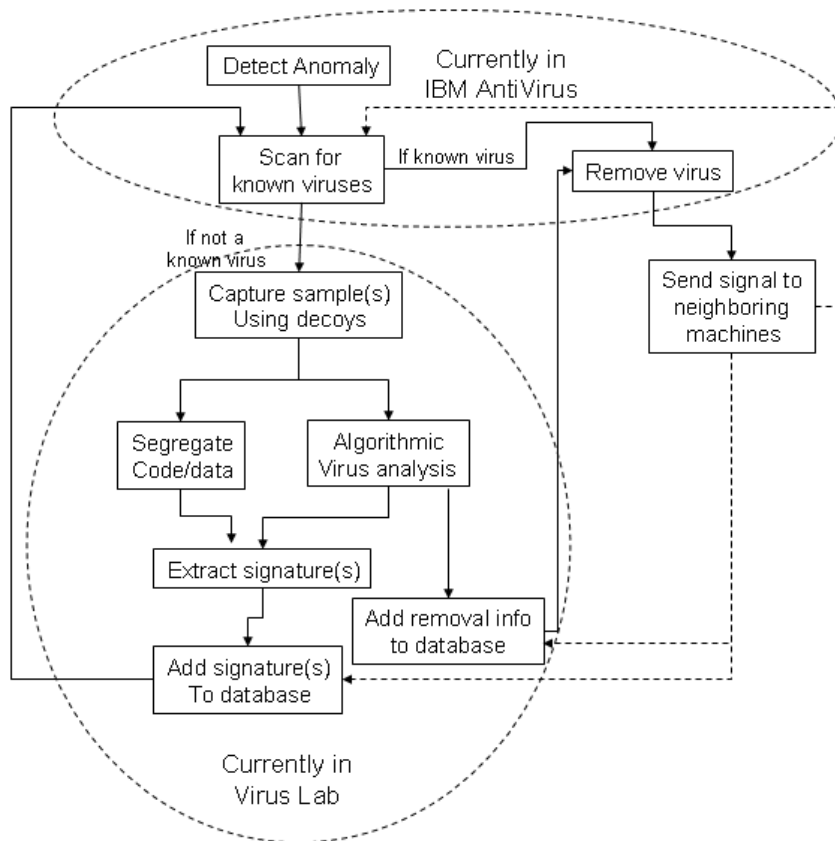 Detect Anomaly
Currently in
IBM AntiVirus
Scan for
known viruses
If known virus
Remove virus
If not a
known virus
Capture sample(s)
Using decoys
Send signal to
neighboring
machines
Segregate
Code/data
Algorithmic
Virus analysis
Extract signature(s)
Add removal info
to database
Add signature(s)
To database
Currently in
Virus Lab